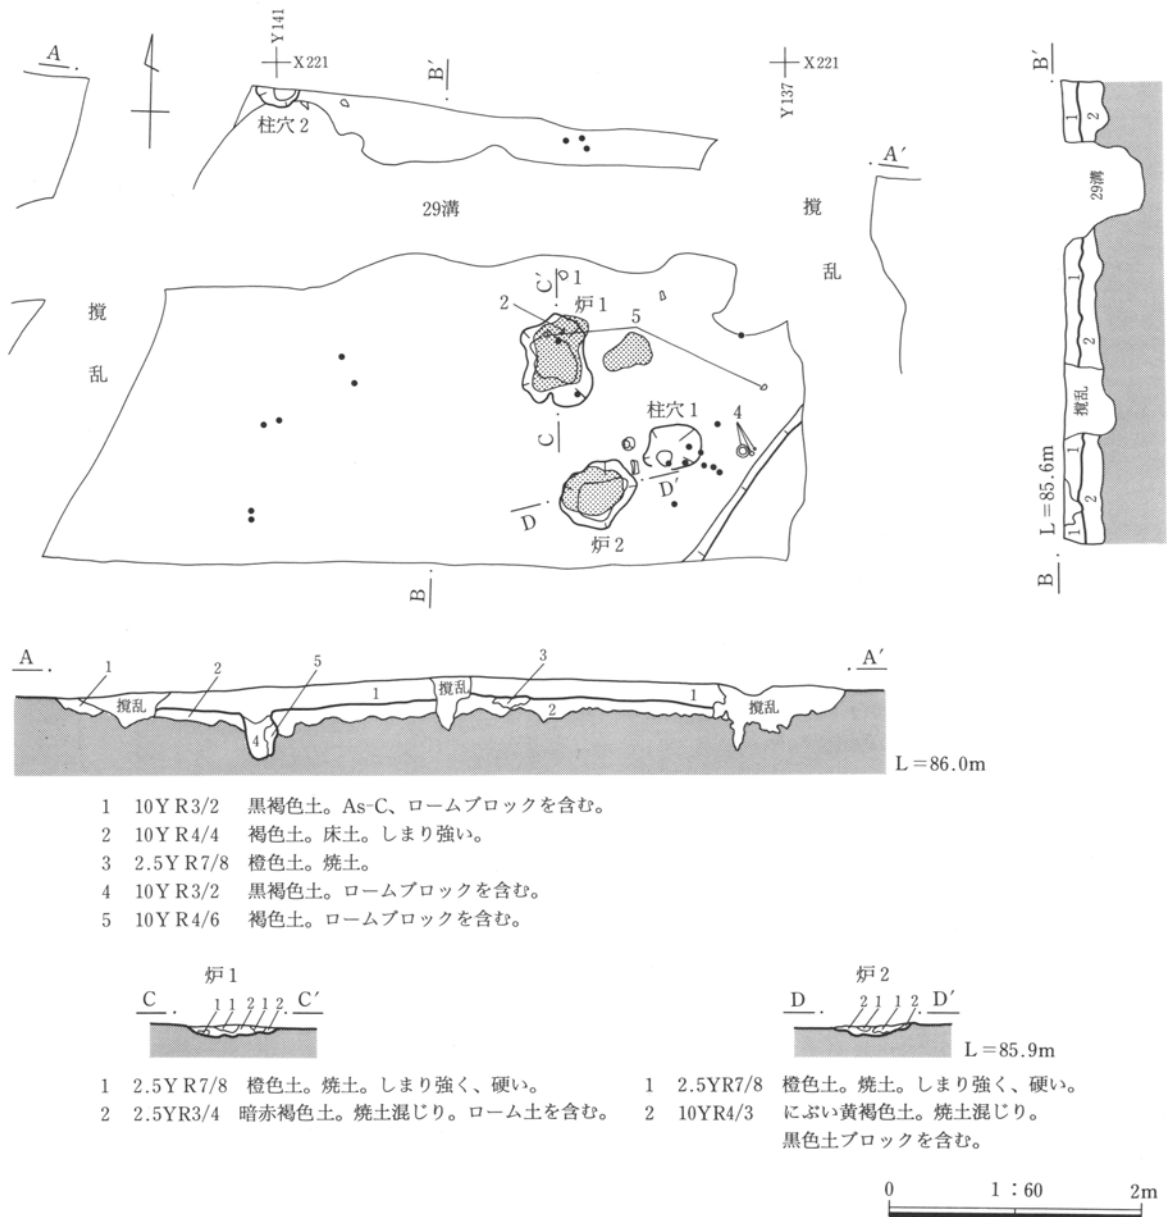 A
Y141
X221
B′
Y137
X221
B′
柱穴 2
A′
29溝
攪
乱
攪
乱
C′
1
炉 1
2
5
柱穴 1
4
C
D′
D
炉 2
B
1
2
29溝
1
2
攪乱
1
2
1
L=85.6m
B
A
1
2
5
3
A′
攪乱
1
攪乱
1
攪乱
2
4
L=86.0m
1 10YR3/2 黒褐色土。As-C、ロームブロックを含む。
2 10YR4/4 褐色土。床土。しまり強い。
3 2.5YR7/8 橙色土。焼土。
4 10YR3/2 黒褐色土。ロームブロックを含む。
5 10YR4/6 褐色土。ロームブロックを含む。
炉 1
C
1 1 2 1 2
C′
炉 2
D
2 1 1 2
D′
L=85.9m
1 2.5YR7/8 橙色土。焼土。しまり強く、硬い。
2 2.5YR3/4 暗赤褐色土。焼土混じり。ローム土を含む。
1 2.5YR7/8 橙色土。焼土。しまり強く、硬い。
2 10YR4/3 にぶい黄褐色土。焼土混じり。
黒色土ブロックを含む。
0 1：60 2m